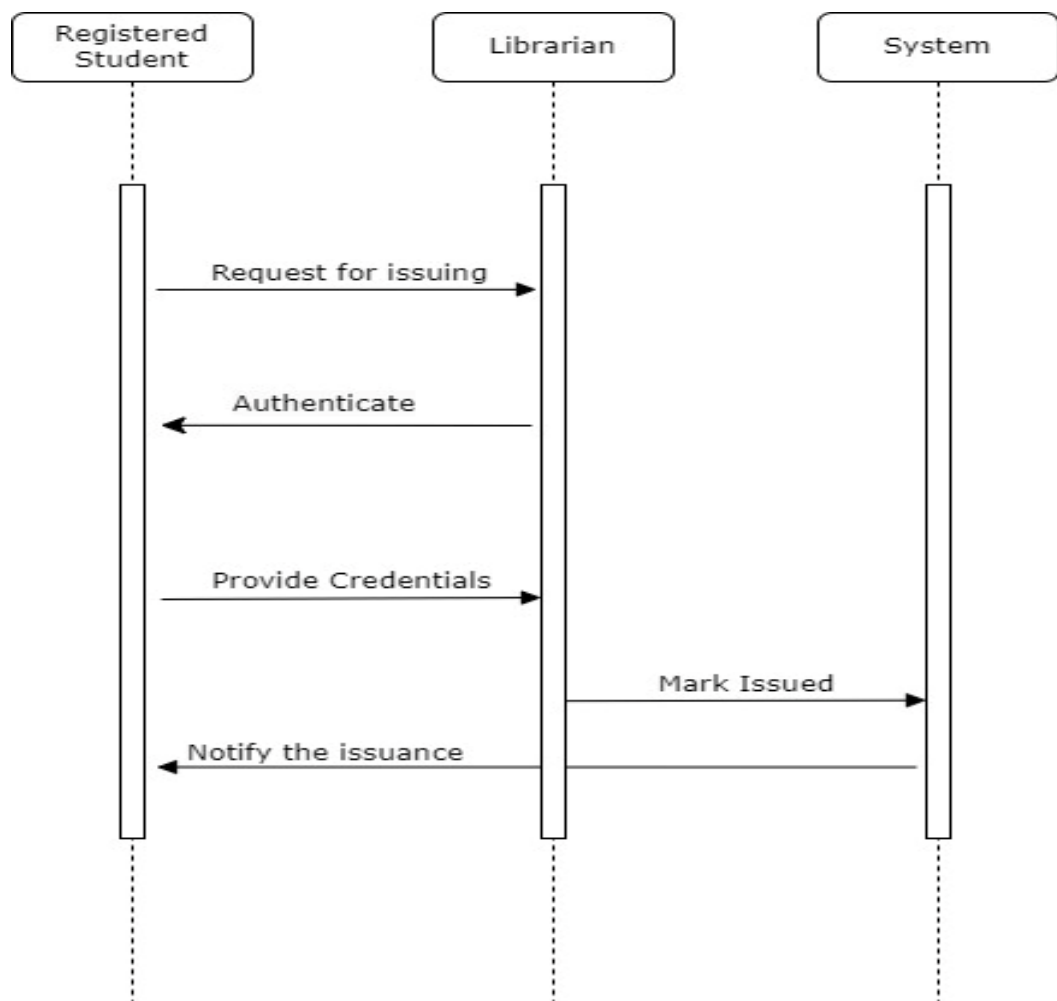 Registered
Student
Librarian
System
Request for issuing
Authenticate
Provide Credentials
Mark Issued
Notify the issuance